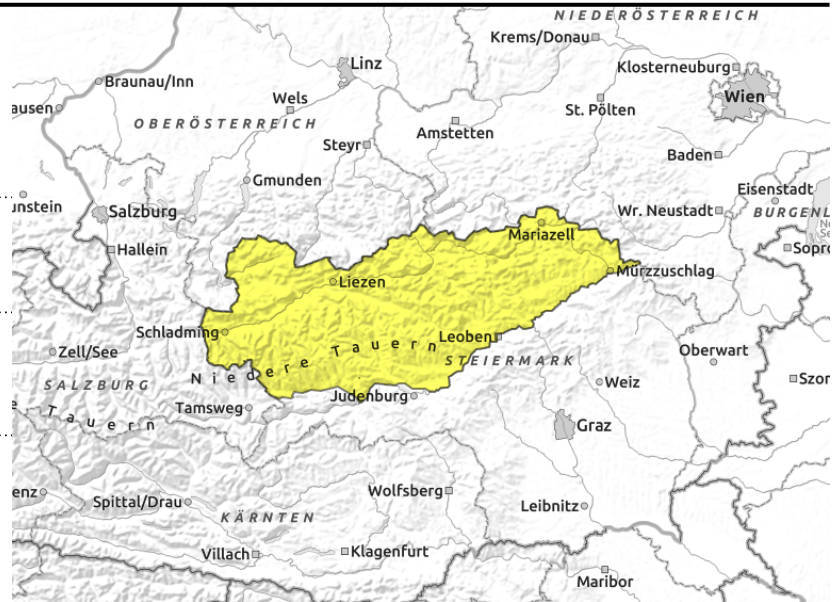 NIEDERÖSTERREICH
Krems/Donau
Linz
Klosterneuburg
Braunau/Inn
Wels
Wien
ausen
St. Pölten
OBERÖSTERREICH
Amstetten
Steyr
Baden
Gmunden
Eisenstadt
unstein
Salzburg
Wr. Neustadt
BURGENL
Mariazell
Hallein
Sopro
Mürzzuschlag
Liezen
Schladming
Leoben
Zell/See
Niedere Tauern
STEIERMARK
Oberwart
SALZBURG
Weiz
Szor
Judenburg
Tamsweg
e Tauern
Graz
Wolfsberg
enz
Spittal/Drau
Leibnitz
KÄRNTEN
Villach
Klagenfurt
Maribor